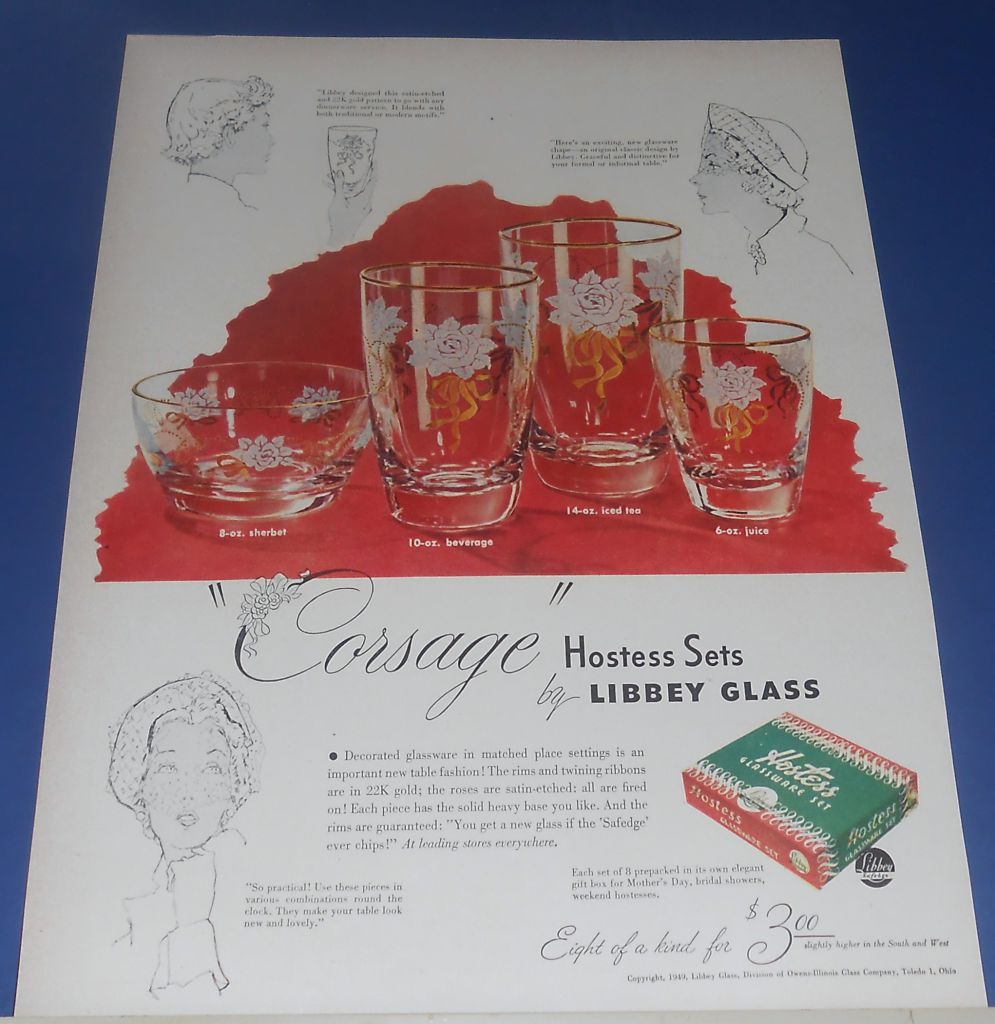 "Libbey designed this satin-etched
and 22K gold pattern to go with any
dinnerware service. It blends with
both traditional or modern motifs."
"Here's an exciting, new glassware
shape—an original classic design by
Libbey. Graceful and distinctive for
your formal or informal table."
8-oz. sherbet
10-oz. beverage
14-oz. iced tea
6-oz. juice
"Corsage" Hostess Sets
by LIBBEY GLASS
• Decorated glassware in matched place settings is an
important new table fashion! The rims and twining ribbons
are in 22K gold; the roses are satin-etched: all are fired
on! Each piece has the solid heavy base you like. And the
rims are guaranteed: "You get a new glass if the 'Safedge'
ever chips!" At leading stores everywhere.
Hostess
GLASSWARE SET
Hostess
GLASSWARE SET
Hostess
GLASSWARE SET
Libbey
Safedge
Each set of 8 prepacked in its own elegant
gift box for Mother's Day, bridal showers,
weekend hostesses.
"So practical! Use these pieces in
various combinations round the
clock. They make your table look
new and lovely."
Eight of a kind for $3.00
slightly higher in the South and West
Copyright, 1949, Libbey Glass, Division of Owens-Illinois Glass Company, Toledo 1, Ohio